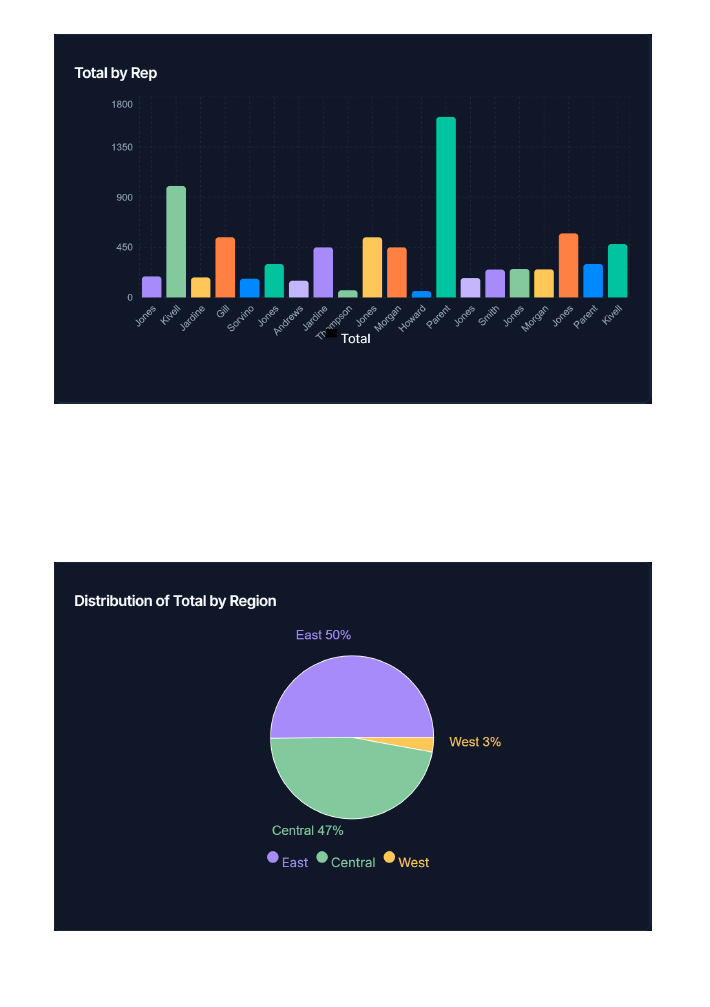 Total by Rep
1800
1350
900
450
0
Jones
Kivell
Jardine
Gill
Sorvino
Jones
Andrews
Jardine
Thompson
Jones
Morgan
Howard
Parent
Jones
Smith
Jones
Morgan
Jones
Parent
Kivell
Total
Distribution of Total by Region
East 50%
West 3%
Central 47%
East Central West